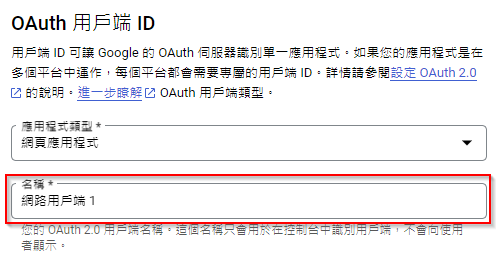 OAuth 用戶端 ID
用戶端 ID 可讓 Google 的 OAuth 伺服器識別單一應用程式。如果您的應用程式是在
多個平台中運作，每個平台都會需要專屬的用戶端 ID。詳情請參閱設定 OAuth 2.0
的說明。進一步瞭解 OAuth 用戶端類型。
應用程式類型 *
網頁應用程式
名稱 *
網路用戶端 1
您的 OAuth 2.0 用戶端名稱。這個名稱只會用於在控制台中識別用戶端，不會向使用
者顯示。